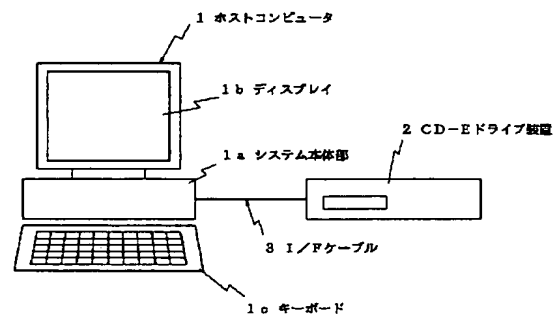 1 ホストコンピュータ
1b ディスプレイ
2 CD-Eドライブ装置
1a システム本体部
3 I/Fケーブル
1c キーボード